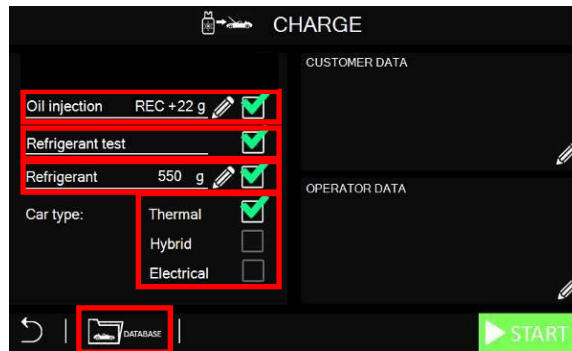 CHARGE
CUSTOMER DATA
Oil injection REC +22 g
Refrigerant test
Refrigerant 550 g
OPERATOR DATA
Car type: Thermal
Hybrid
Electrical
DATABASE
START